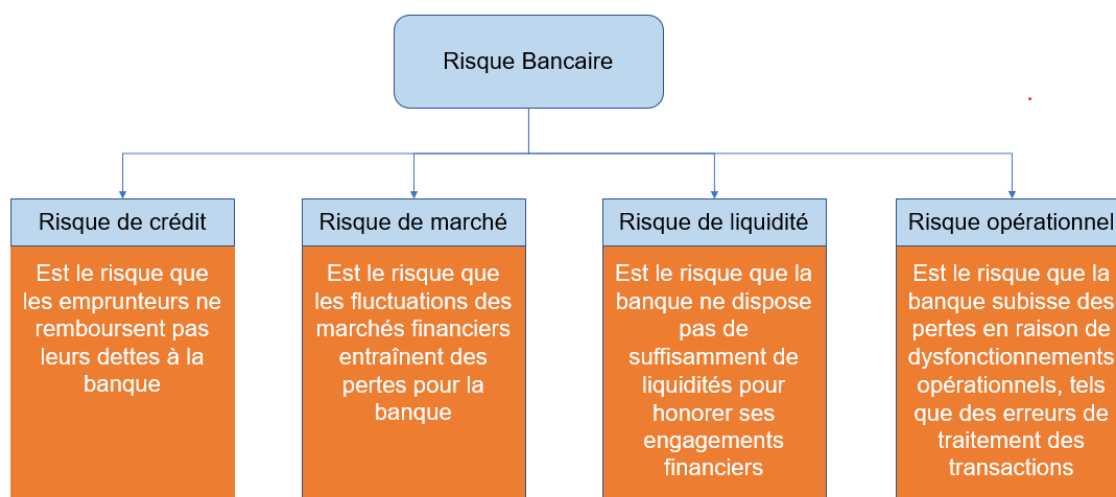 Risque Bancaire
Risque de crédit
Est le risque que
les emprunteurs ne
remboursent pas
leurs dettes à la
banque
Risque de marché
Est le risque que
les fluctuations des
marchés financiers
entraînent des
pertes pour la
banque
Risque de liquidité
Est le risque que la
banque ne dispose
pas de
suffisamment de
liquidités pour
honorer ses
engagements
financiers
Risque opérationnel
Est le risque que la
banque subisse des
pertes en raison de
dysfonctionnements
opérationnels, tels
que des erreurs de
traitement des
transactions